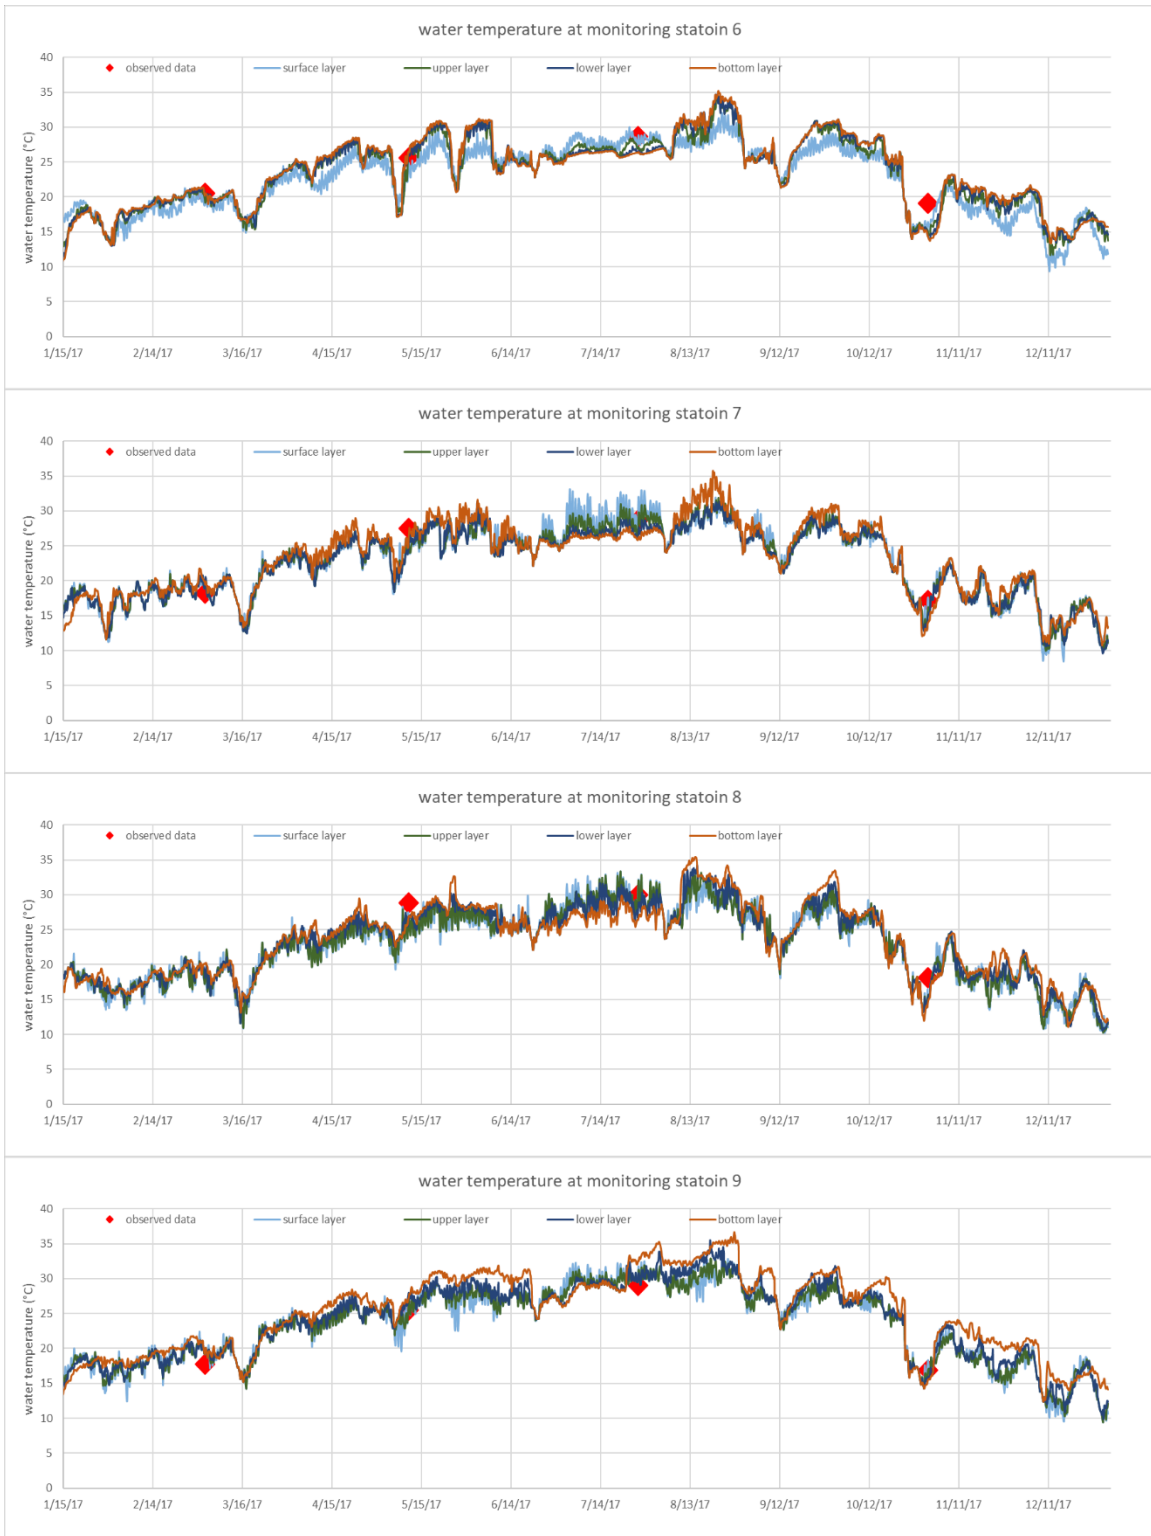 water temperature at monitoring statoin 6
observed data surface layer upper layer lower layer bottom layer
water temperature (°C)
40
35
30
25
20
15
10
5
0
1/15/17 2/14/17 3/16/17 4/15/17 5/15/17 6/14/17 7/14/17 8/13/17 9/12/17 10/12/17 11/11/17 12/11/17
water temperature at monitoring statoin 7
observed data surface layer upper layer lower layer bottom layer
water temperature (°C)
40
35
30
25
20
15
10
5
0
1/15/17 2/14/17 3/16/17 4/15/17 5/15/17 6/14/17 7/14/17 8/13/17 9/12/17 10/12/17 11/11/17 12/11/17
water temperature at monitoring statoin 8
observed data surface layer upper layer lower layer bottom layer
water temperature (°C)
40
35
30
25
20
15
10
5
0
1/15/17 2/14/17 3/16/17 4/15/17 5/15/17 6/14/17 7/14/17 8/13/17 9/12/17 10/12/17 11/11/17 12/11/17
water temperature at monitoring statoin 9
observed data surface layer upper layer lower layer bottom layer
water temperature (°C)
40
35
30
25
20
15
10
5
0
1/15/17 2/14/17 3/16/17 4/15/17 5/15/17 6/14/17 7/14/17 8/13/17 9/12/17 10/12/17 11/11/17 12/11/17